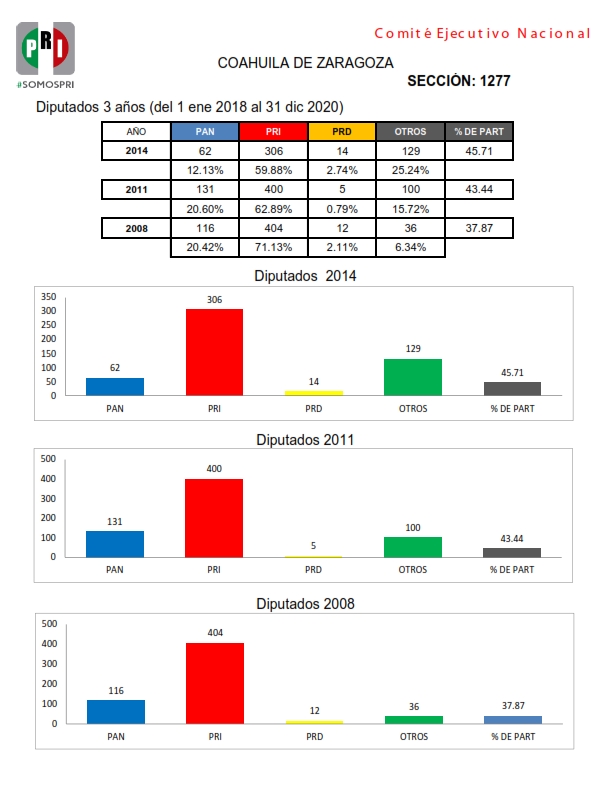 Comité Ejecutivo Nacional
PRI
#SOMOSPRI
COAHUILA DE ZARAGOZA
SECCIÓN: 1277
Diputados 3 años (del 1 ene 2018 al 31 dic 2020)
AÑO PAN PRI PRD OTROS % DE PART
2014 62 306 14 129 45.71
12.13% 59.88% 2.74% 25.24%
2011 131 400 5 100 43.44
20.60% 62.89% 0.79% 15.72%
2008 116 404 12 36 37.87
20.42% 71.13% 2.11% 6.34%
Diputados 2014
350
300
250
200
150
100
50
0
62 306 14 129 45.71
PAN PRI PRD OTROS % DE PART
Diputados 2011
500
400
300
200
100
0
131 400 5 100 43.44
PAN PRI PRD OTROS % DE PART
Diputados 2008
500
400
300
200
100
0
116 404 12 36 37.87
PAN PRI PRD OTROS % DE PART